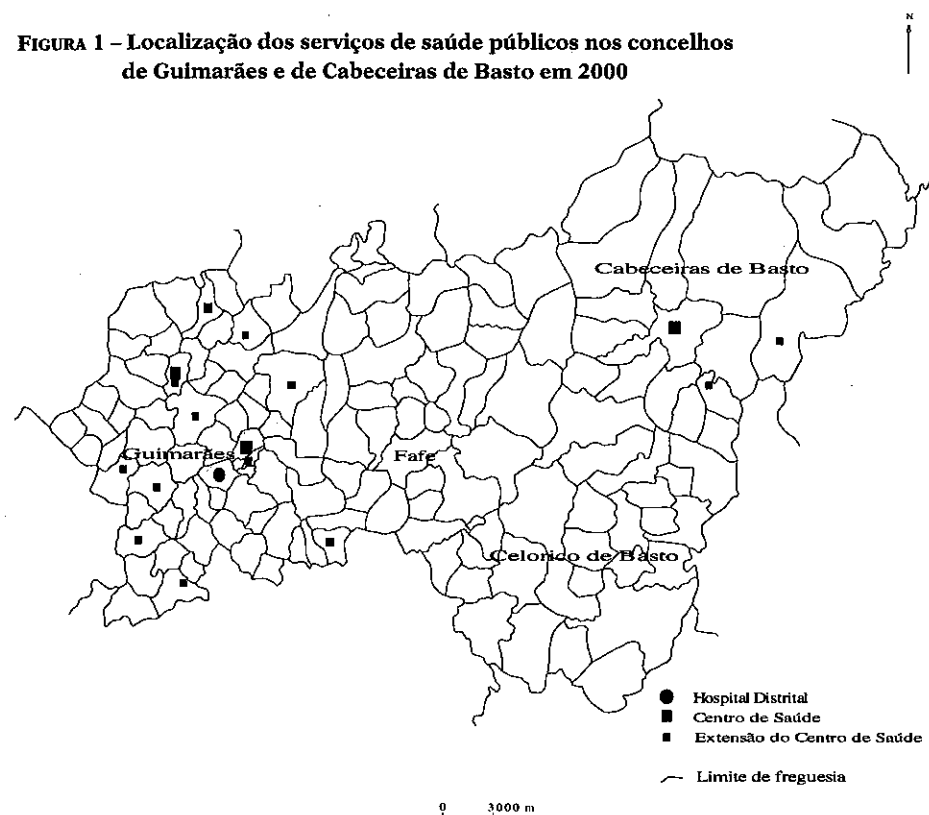 N
FIGURA 1 – Localização dos serviços de saúde públicos nos concelhos
de Guimarães e de Cabeceiras de Basto em 2000
Cabeceiras de Basto
Guimarães
Fafe
Celorico de Basto
Hospital Distrital
Centro de Saúde
Extensão do Centro de Saúde
Limite de freguesia
0 3000 m